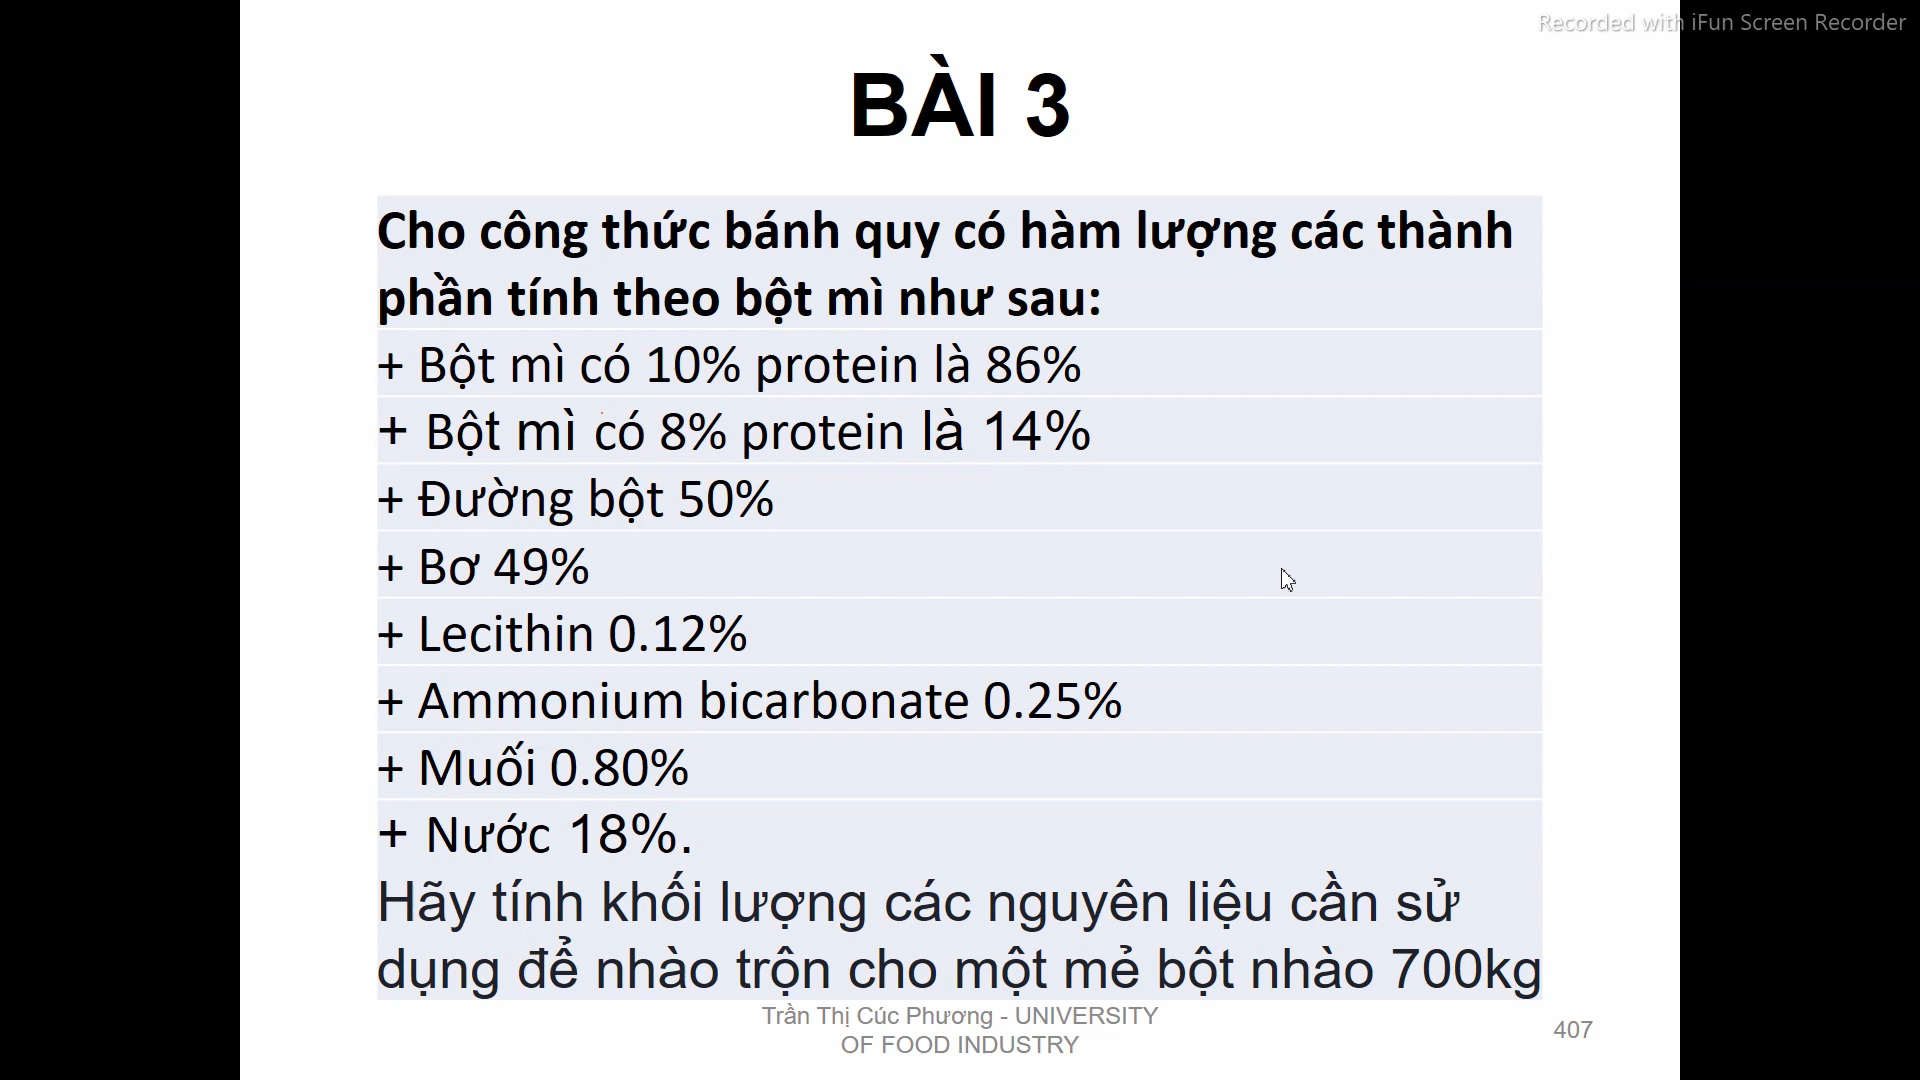 Recorded with iFun Screen Recorder
BÀI 3
Cho công thức bánh quy có hàm lượng các thành
phần tính theo bột mì như sau:
+ Bột mì có 10% protein là 86%
+ Bột mì có 8% protein là 14%
+ Đường bột 50%
+ Bơ 49%
+ Lecithin 0.12%
+ Ammonium bicarbonate 0.25%
+ Muối 0.80%
+ Nước 18%.
Hãy tính khối lượng các nguyên liệu cần sử
dụng để nhào trộn cho một mẻ bột nhào 700kg
Trần Thị Cúc Phương - UNIVERSITY
OF FOOD INDUSTRY
407